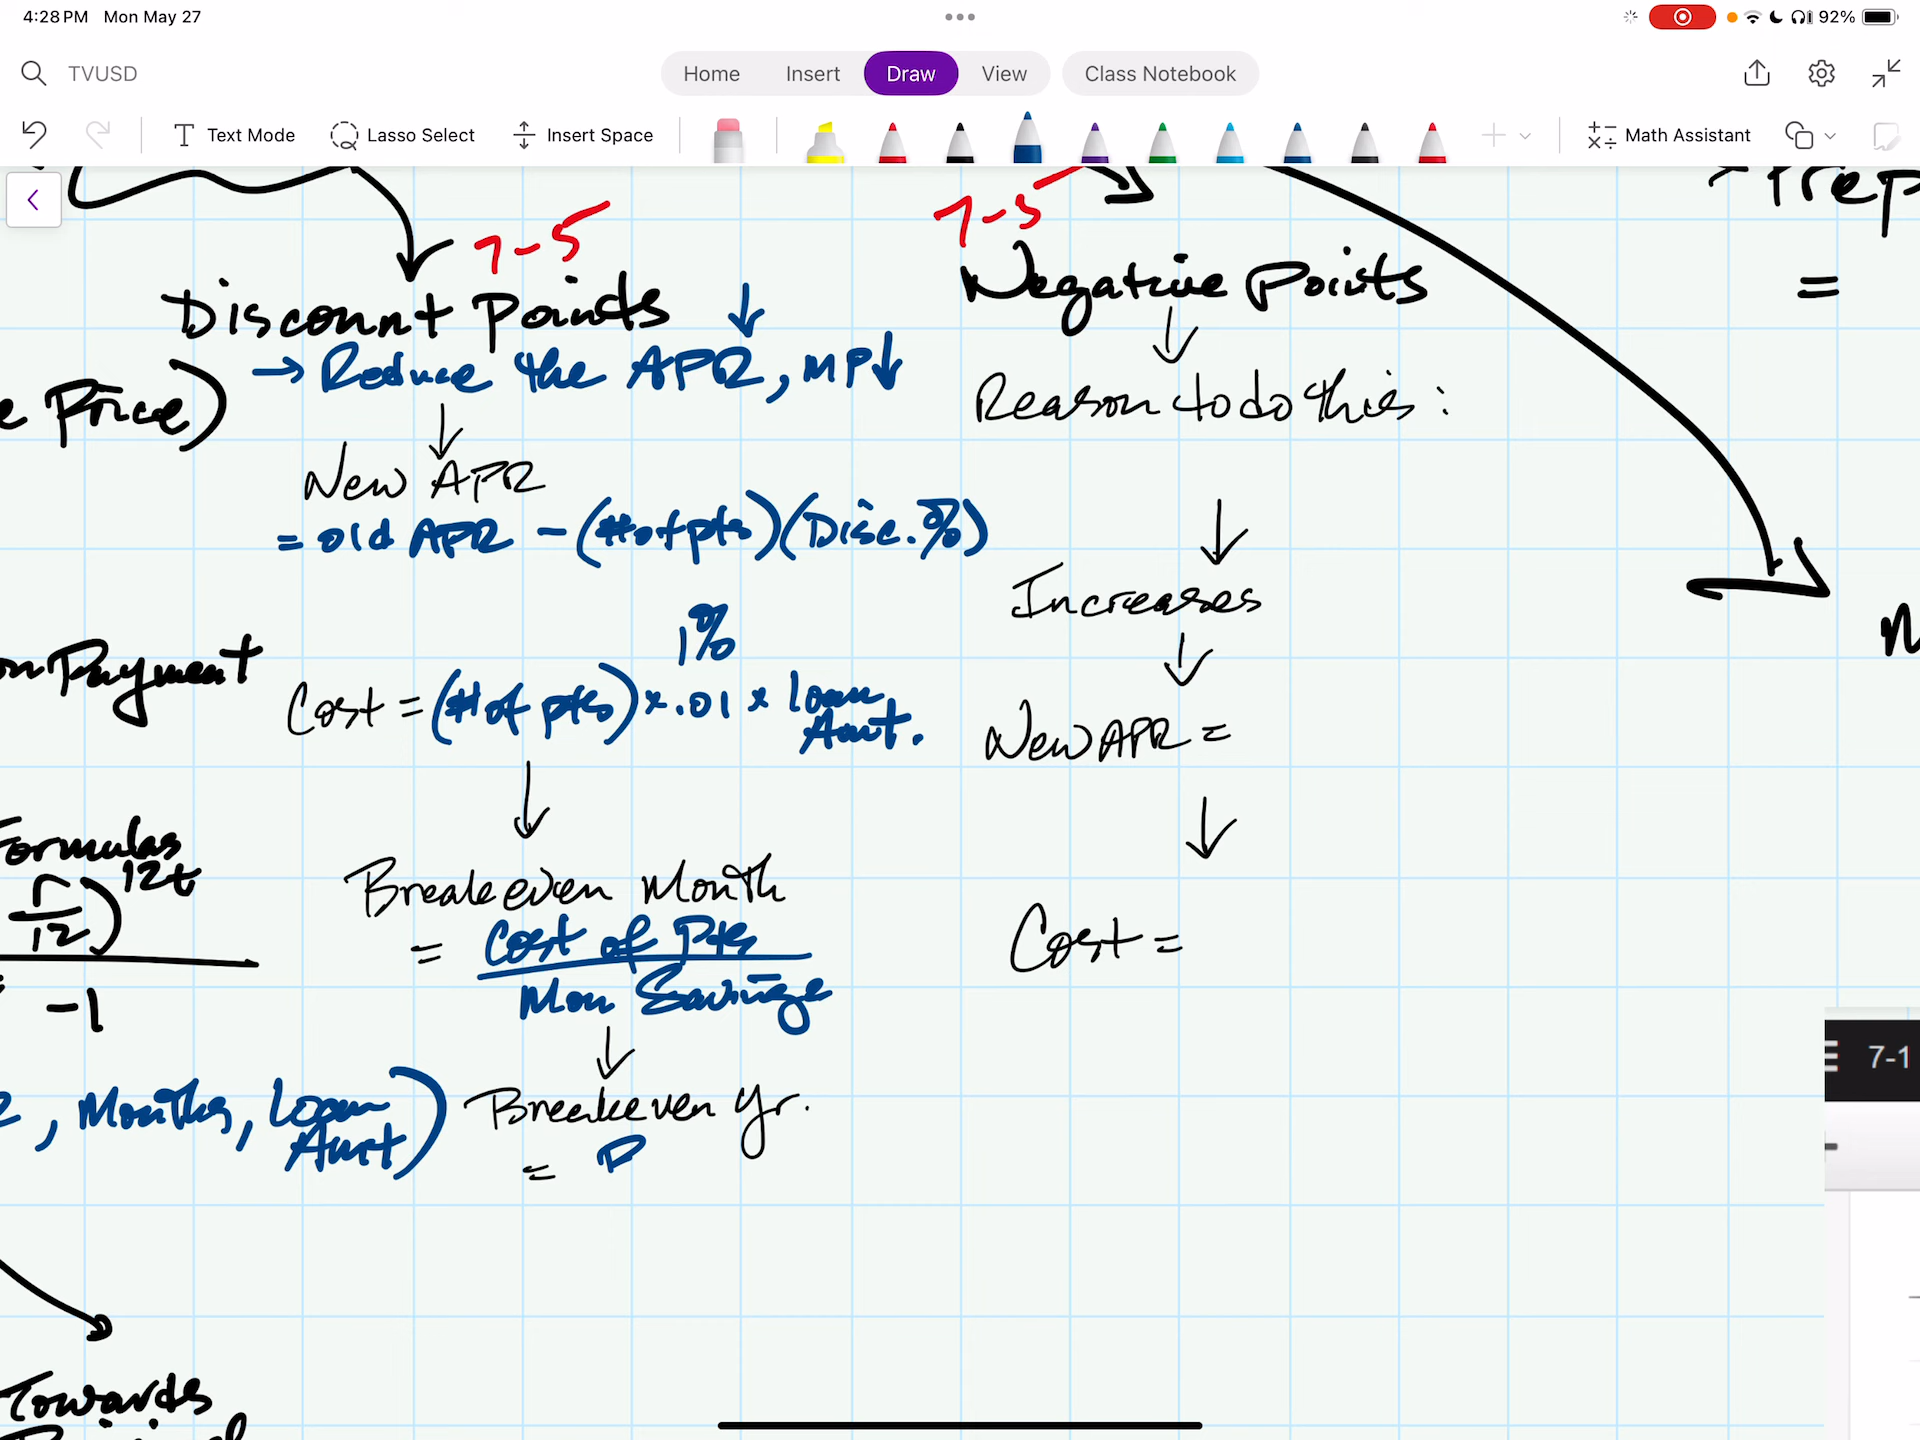 4:28 PM Mon May 27
92%
TVUSD
Home Insert Draw View Class Notebook
Text Mode Lasso Select Insert Space Math Assistant
7-5
7-5
Discount Points
→ Reduce the APR, MP↓
e Price)
New APR
= old APR - (# of pts)(Disc. %)
1%
Cost = (# of pts) × .01 × Loan Amt.
on Payment
Formulas
r/12) 12t
-1
Breakeven Month
= Cost of Pts
Mon Savings
, Months, Loan Amt)
Breakeven Yr.
=
Towards
Negative Points
Reason to do this :
Increases
New APR =
Cost =
=
7-1